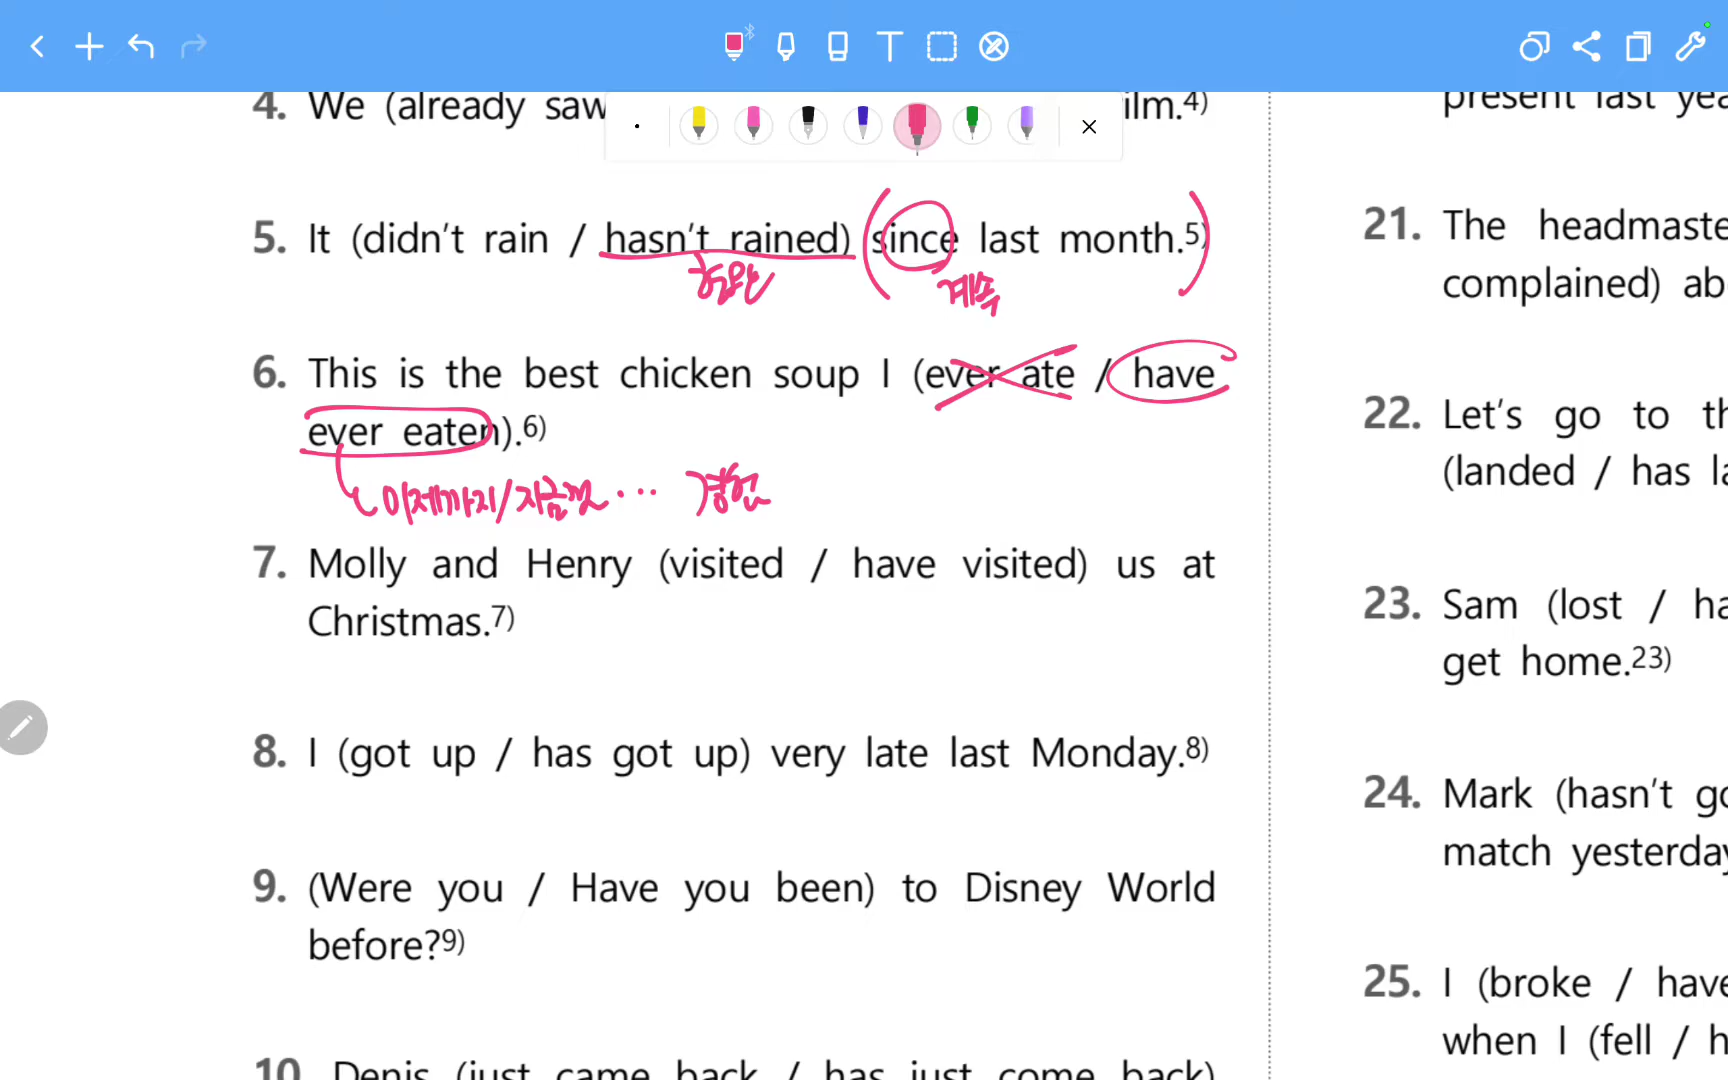 4. We (already saw
ilm.4)
5. It (didn't rain / hasn't rained) (since last month.5)
현완
계속
6. This is the best chicken soup I (ever ate / have
ever eaten).6)
이제까지/지금껏 ... 경험
7. Molly and Henry (visited / have visited) us at
Christmas.7)
8. I (got up / has got up) very late last Monday.8)
9. (Were you / Have you been) to Disney World
before?9)
10. Denis (just came back / has just come back)
present last yea
21. The headmaste
complained) ab
22. Let's go to th
(landed / has la
23. Sam (lost / ha
get home.23)
24. Mark (hasn't go
match yesterday
25. I (broke / have
when I (fell / h